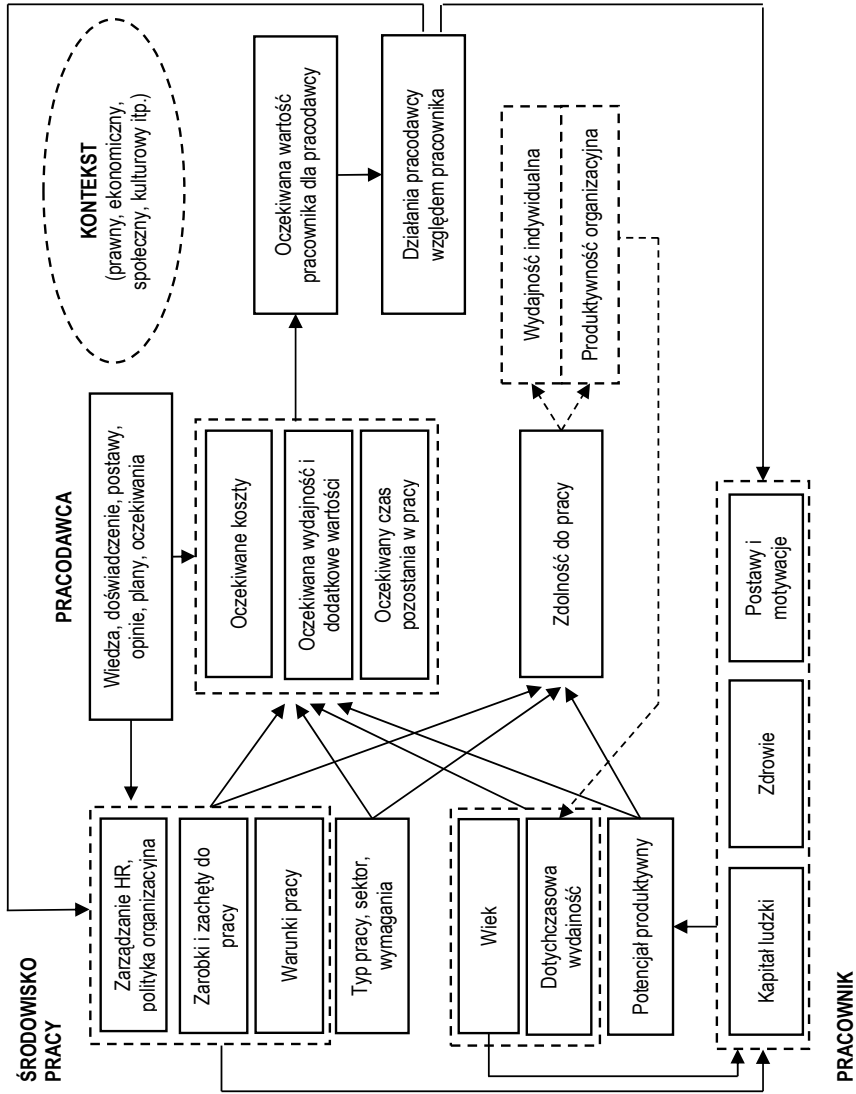 ŚRODOWISKO
PRACY
PRACODAWCA
KONTEKST
(prawny, ekonomiczny,
społeczny, kulturowy itp.)
Wiedza, doświadczenie, postawy,
opinie, plany, oczekiwania
Zarządzanie HR,
polityka organizacyjna
Zarobki i zachęty do
pracy
Warunki pracy
Typ pracy, sektor,
wymagania
Oczekiwane koszty
Oczekiwana wydajność i
dodatkowe wartości
Oczekiwany czas
pozostania w pracy
Oczekiwana wartość
pracownika dla pracodawcy
Działania pracodawcy
względem pracownika
Wiek
Dotychczasowa
wydajność
Potencjał produktywny
Zdolność do pracy
Wydajność indywidualna
Produktywność organizacyjna
Kapitał ludzki
Zdrowie
Postawy i
motywacje
PRACOWNIK